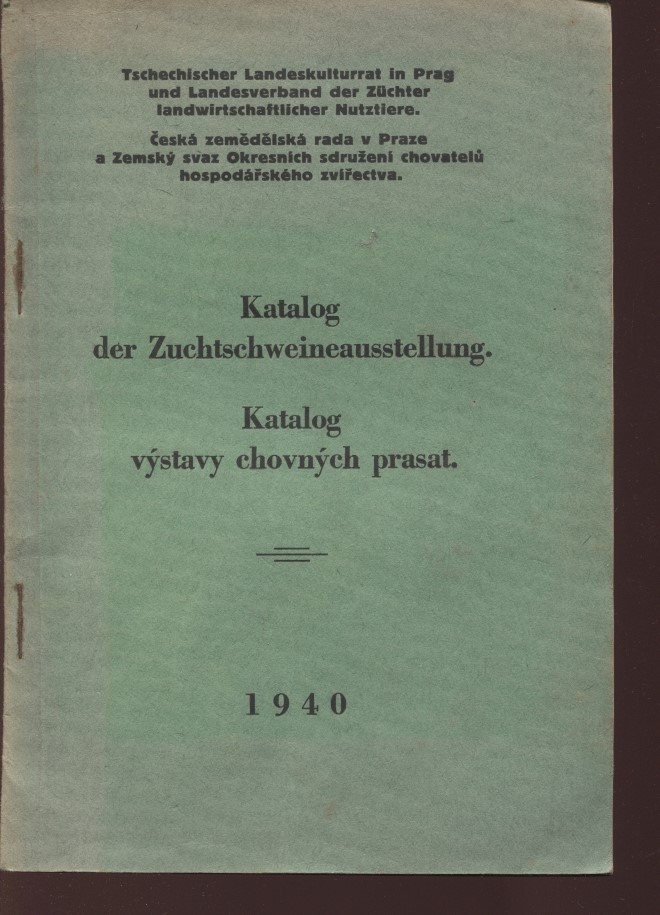 Tschechischer Landeskulturrat in Prag
und Landesverband der Züchter
landwirtschaftlicher Nutztiere.
Česká zemědělská rada v Praze
a Zemský svaz Okresních sdružení chovatelů
hospodářského zvířectva.
Katalog
der Zuchtschweineausstellung.
Katalog
výstavy chovných prasat.
1940